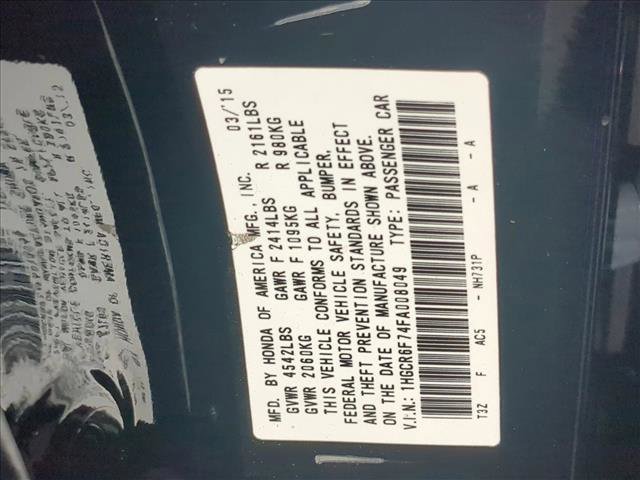 MFD. BY HONDA OF AMERICA MFG., INC. 03/'15
GVWR 4542LBS GAWR F 2414LBS R 2161LBS
GVWR 2060KG GAWR F 1095KG R 980KG
THIS VEHICLE CONFORMS TO ALL APPLICABLE
FEDERAL MOTOR VEHICLE SAFETY, BUMPER,
AND THEFT PREVENTION STANDARDS IN EFFECT
ON THE DATE OF MANUFACTURE SHOWN ABOVE.
V.I.N.: 1HGCR6F74FA008049 TYPE: PASSENGER CAR
T3Z F AC5 - NH731P - A - A